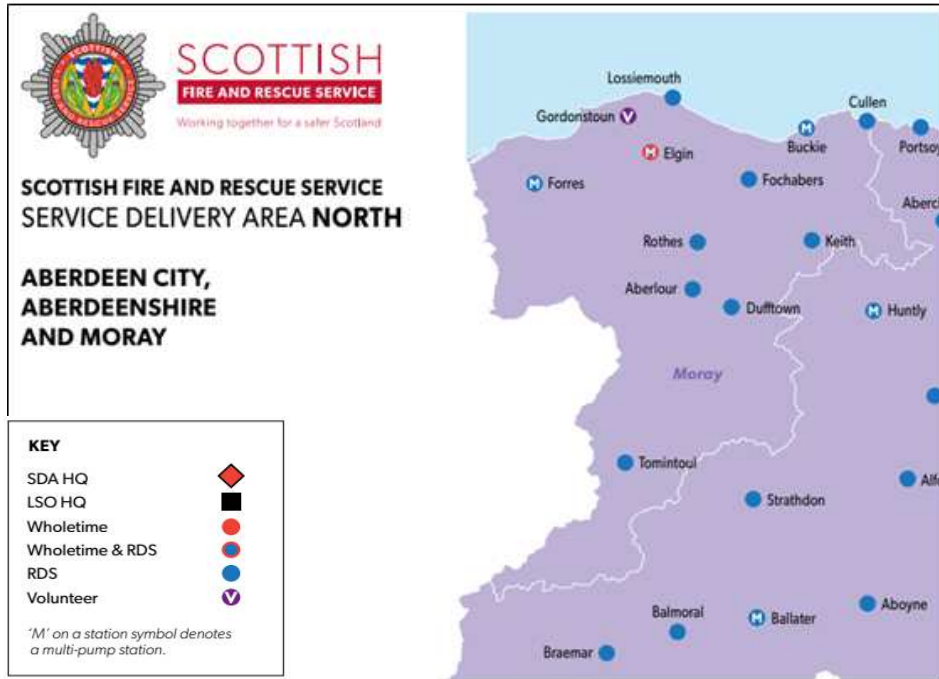 SCOTTISH
FIRE AND RESCUE SERVICE
Working together for a safer Scotland
SCOTTISH FIRE AND RESCUE SERVICE
SERVICE DELIVERY AREA NORTH
ABERDEEN CITY,
ABERDEENSHIRE
AND MORAY
Lossiemouth
Gordonstoun
V
Cullen
M
Buckie
Portsoy
M
Elgin
M
Forres
Fochabers
Aberch
Rothes
Keith
Aberlour
Dufftown
M
Huntly
Moray
Tomintoul
Strathdon
Alf
Balmoral
M
Ballater
Aboyne
Braemar
KEY
SDA HQ
LSO HQ
Wholetime
Wholetime & RDS
RDS
Volunteer
V
'M' on a station symbol denotes
a multi-pump station.